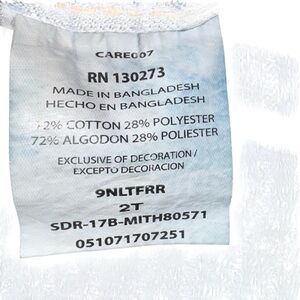 CARE007
RN 130273
MADE IN BANGLADESH
HECHO EN BANGLADESH
72% COTTON 28% POLYESTER
72% ALGODON 28% POLIESTER
EXCLUSIVE OF DECORATION /
EXCEPTO DECORACION
9NLTFRR
2T
SDR-17B-MITH80571
051071707251